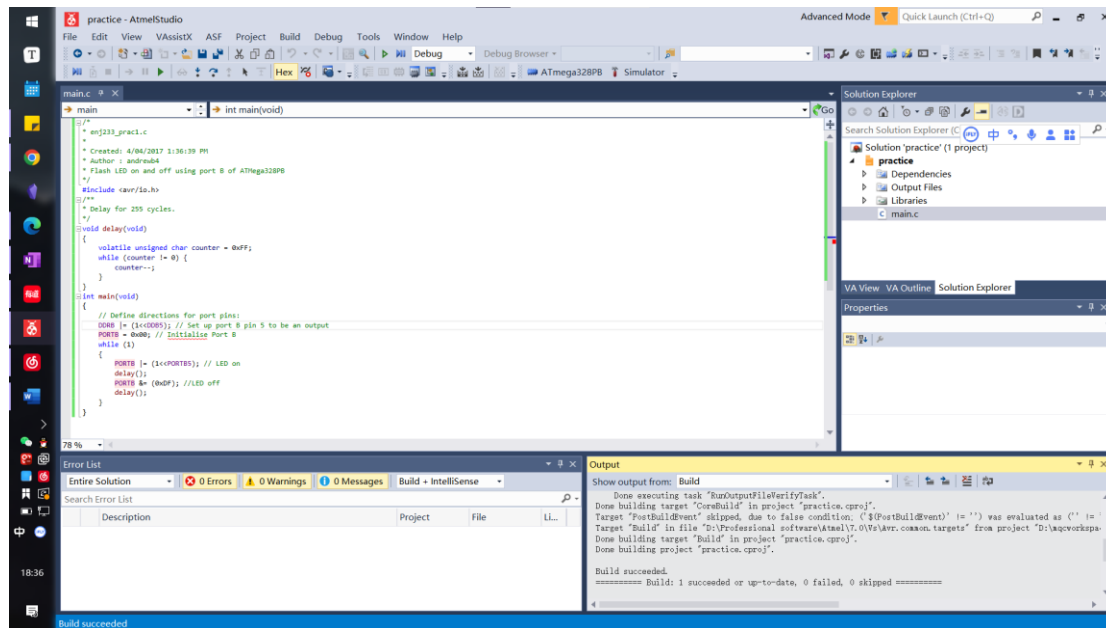 practice - AtmelStudio
Advanced Mode
Quick Launch (Ctrl+Q)
File Edit View VAssistX ASF Project Build Debug Tools Window Help
Debug
Debug Browser
Hex
ATmega328PB
Simulator
main.c
main
int main(void)
Go
/*
* enj233_prac1.c
*
* Created: 4/04/2017 1:36:39 PM
* Author : andrewb4
* Flash LED on and off using port B of ATMega328PB
*/
#include <avr/io.h>
/**
* Delay for 255 cycles.
*/
void delay(void)
{
volatile unsigned char counter = 0xFF;
while (counter != 0) {
counter--;
}
}
int main(void)
{
// Define directions for port pins:
DDRB |= (1<<DDB5); // Set up port B pin 5 to be an output
PORTB = 0x00; // Initialise Port B
while (1)
{
PORTB |= (1<<PORTB5); // LED on
delay();
PORTB &= (0xDF); //LED off
delay();
}
}
78 %
Solution Explorer
Search Solution Explorer (C
中
Solution 'practice' (1 project)
practice
Dependencies
Output Files
Libraries
main.c
VA View VA Outline Solution Explorer
Properties
Error List
Entire Solution
0 Errors
0 Warnings
0 Messages
Build + IntelliSense
Search Error List
Description Project File Li...
Output
Show output from: Build
Done executing task "RunOutputFileVerifyTask".
Done building target "CoreBuild" in project "practice.cproj".
Target "PostBuildEvent" skipped, due to false condition; ('$(PostBuildEvent)' != '') was evaluated as ('' != '
Target "Build" in file "D:\Professional software\Atmel\7.0\Vs\Avr.common.targets" from project "D:\mqcworkspa
Done building target "Build" in project "practice.cproj".
Done building project "practice.cproj".
Build succeeded.
========== Build: 1 succeeded or up-to-date, 0 failed, 0 skipped ==========
中
18:36
Build succeeded